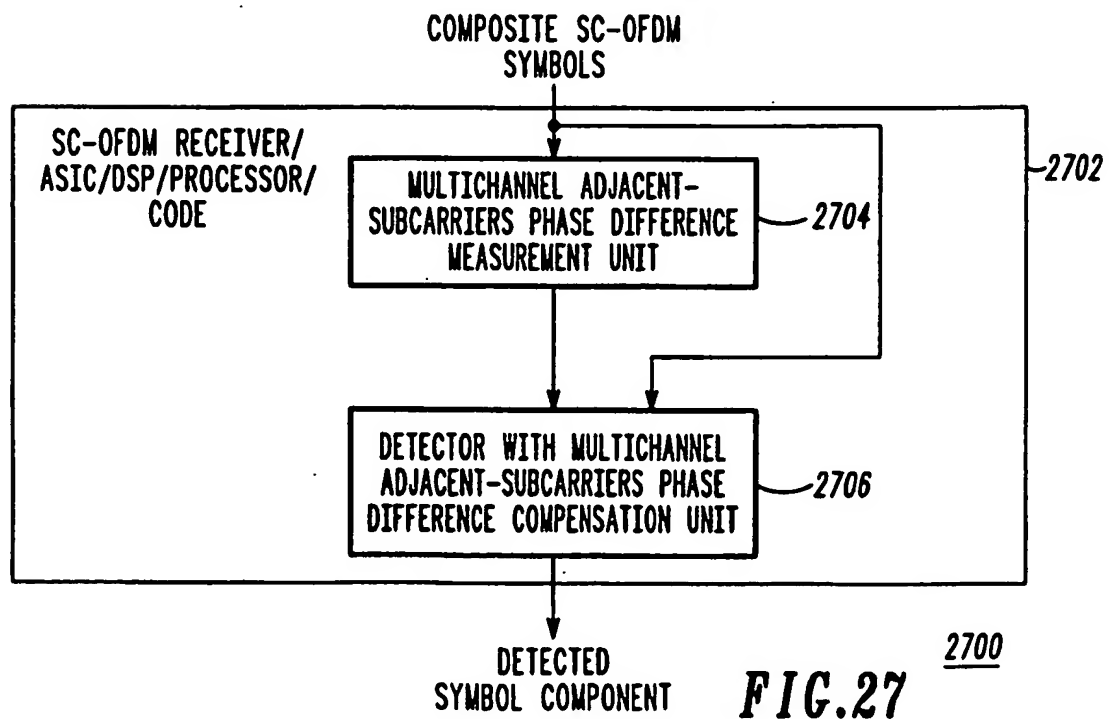 COMPOSITE SC-OFDM
SYMBOLS
SC-OFDM RECEIVER/
ASIC/DSP/PROCESSOR/
CODE
2702
MULTICHANNEL ADJACENT-
SUBCARRIERS PHASE DIFFERENCE
MEASUREMENT UNIT
2704
DETECTOR WITH MULTICHANNEL
ADJACENT-SUBCARRIERS PHASE
DIFFERENCE COMPENSATION UNIT
2706
DETECTED
SYMBOL COMPONENT
2700
FIG.27